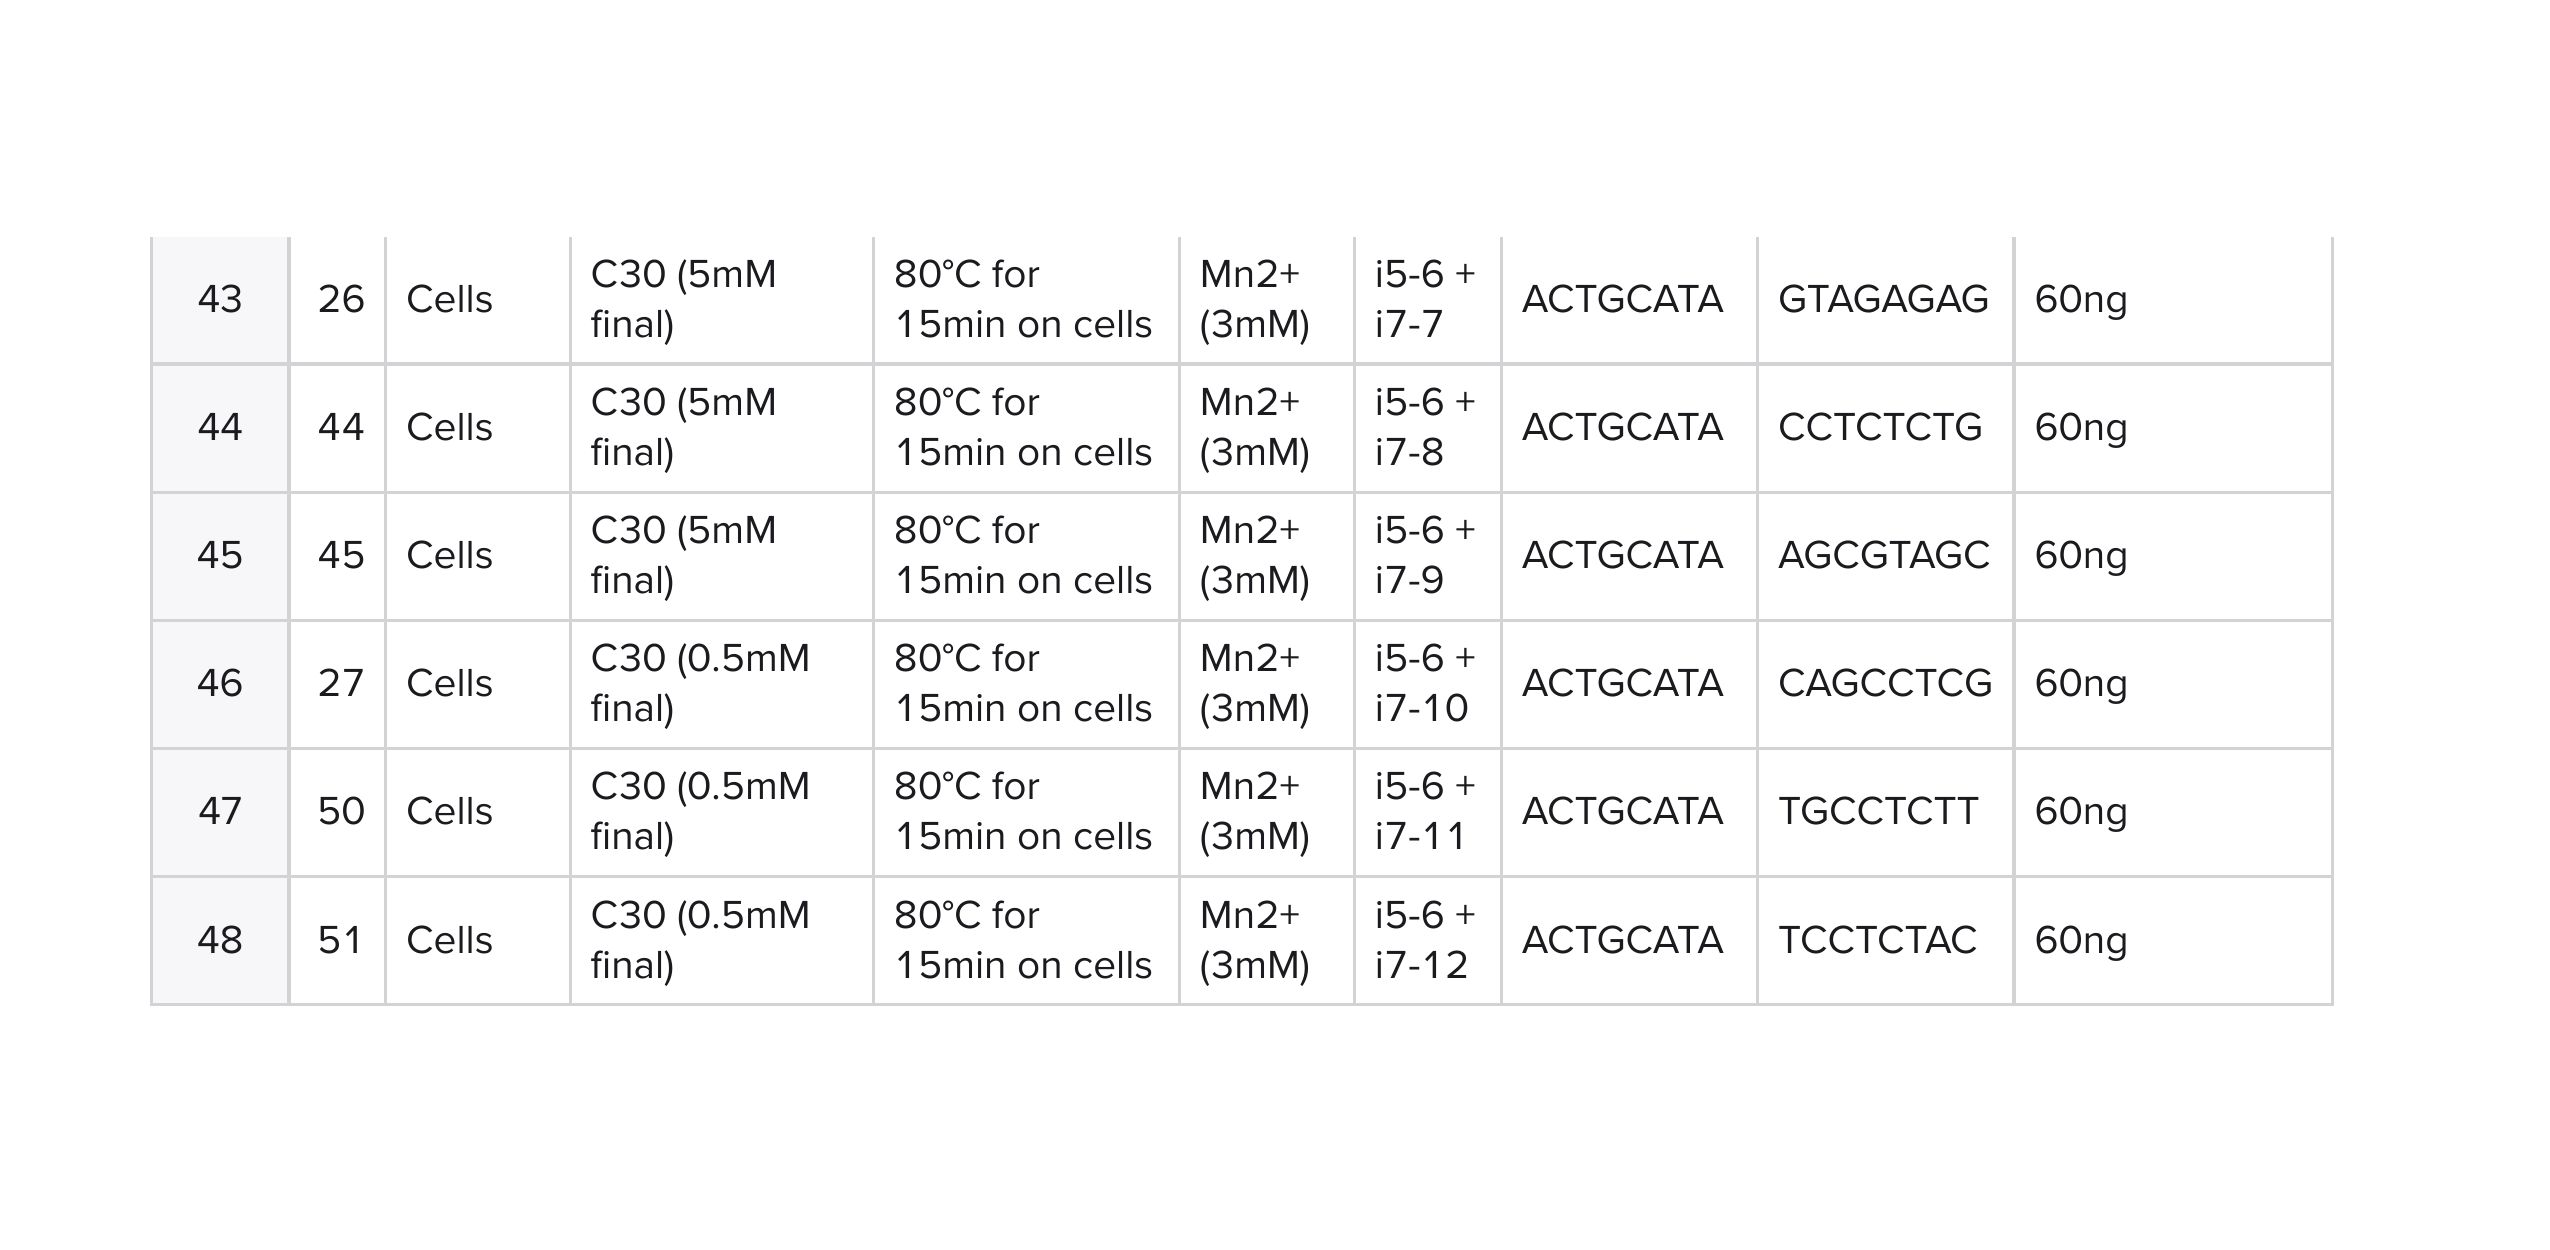 43 26 Cells C30 (5mM final) 80°C for 15min on cells Mn2+ (3mM) i5-6 + i7-7 ACTGCATA GTAGAGAG 60ng
44 44 Cells C30 (5mM final) 80°C for 15min on cells Mn2+ (3mM) i5-6 + i7-8 ACTGCATA CCTCTCTG 60ng
45 45 Cells C30 (5mM final) 80°C for 15min on cells Mn2+ (3mM) i5-6 + i7-9 ACTGCATA AGCGTAGC 60ng
46 27 Cells C30 (0.5mM final) 80°C for 15min on cells Mn2+ (3mM) i5-6 + i7-10 ACTGCATA CAGCCTCG 60ng
47 50 Cells C30 (0.5mM final) 80°C for 15min on cells Mn2+ (3mM) i5-6 + i7-11 ACTGCATA TGCCTCTT 60ng
48 51 Cells C30 (0.5mM final) 80°C for 15min on cells Mn2+ (3mM) i5-6 + i7-12 ACTGCATA TCCTCTAC 60ng